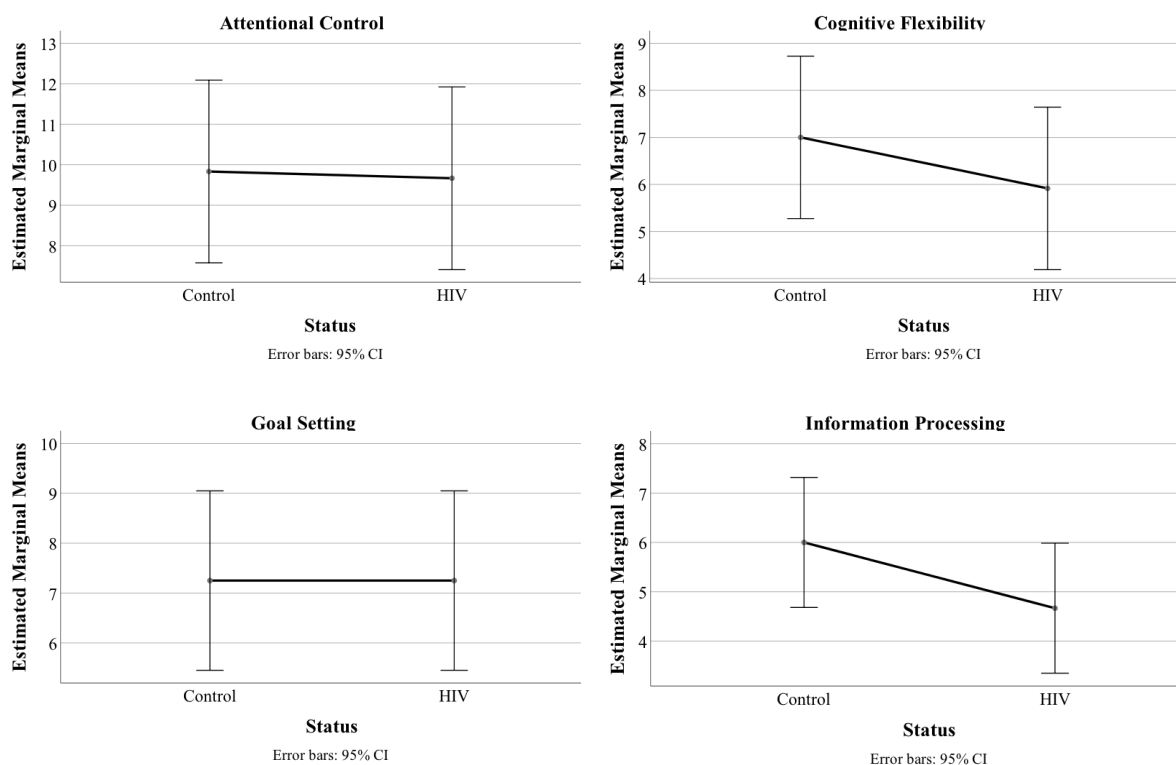 Attentional Control
Estimated Marginal Means
13
12
11
10
9
8
Control
HIV
Status
Error bars: 95% CI
Cognitive Flexibility
Estimated Marginal Means
9
8
7
6
5
4
Control
HIV
Status
Error bars: 95% CI
Goal Setting
Estimated Marginal Means
10
9
8
7
6
Control
HIV
Status
Error bars: 95% CI
Information Processing
Estimated Marginal Means
8
7
6
5
4
Control
HIV
Status
Error bars: 95% CI